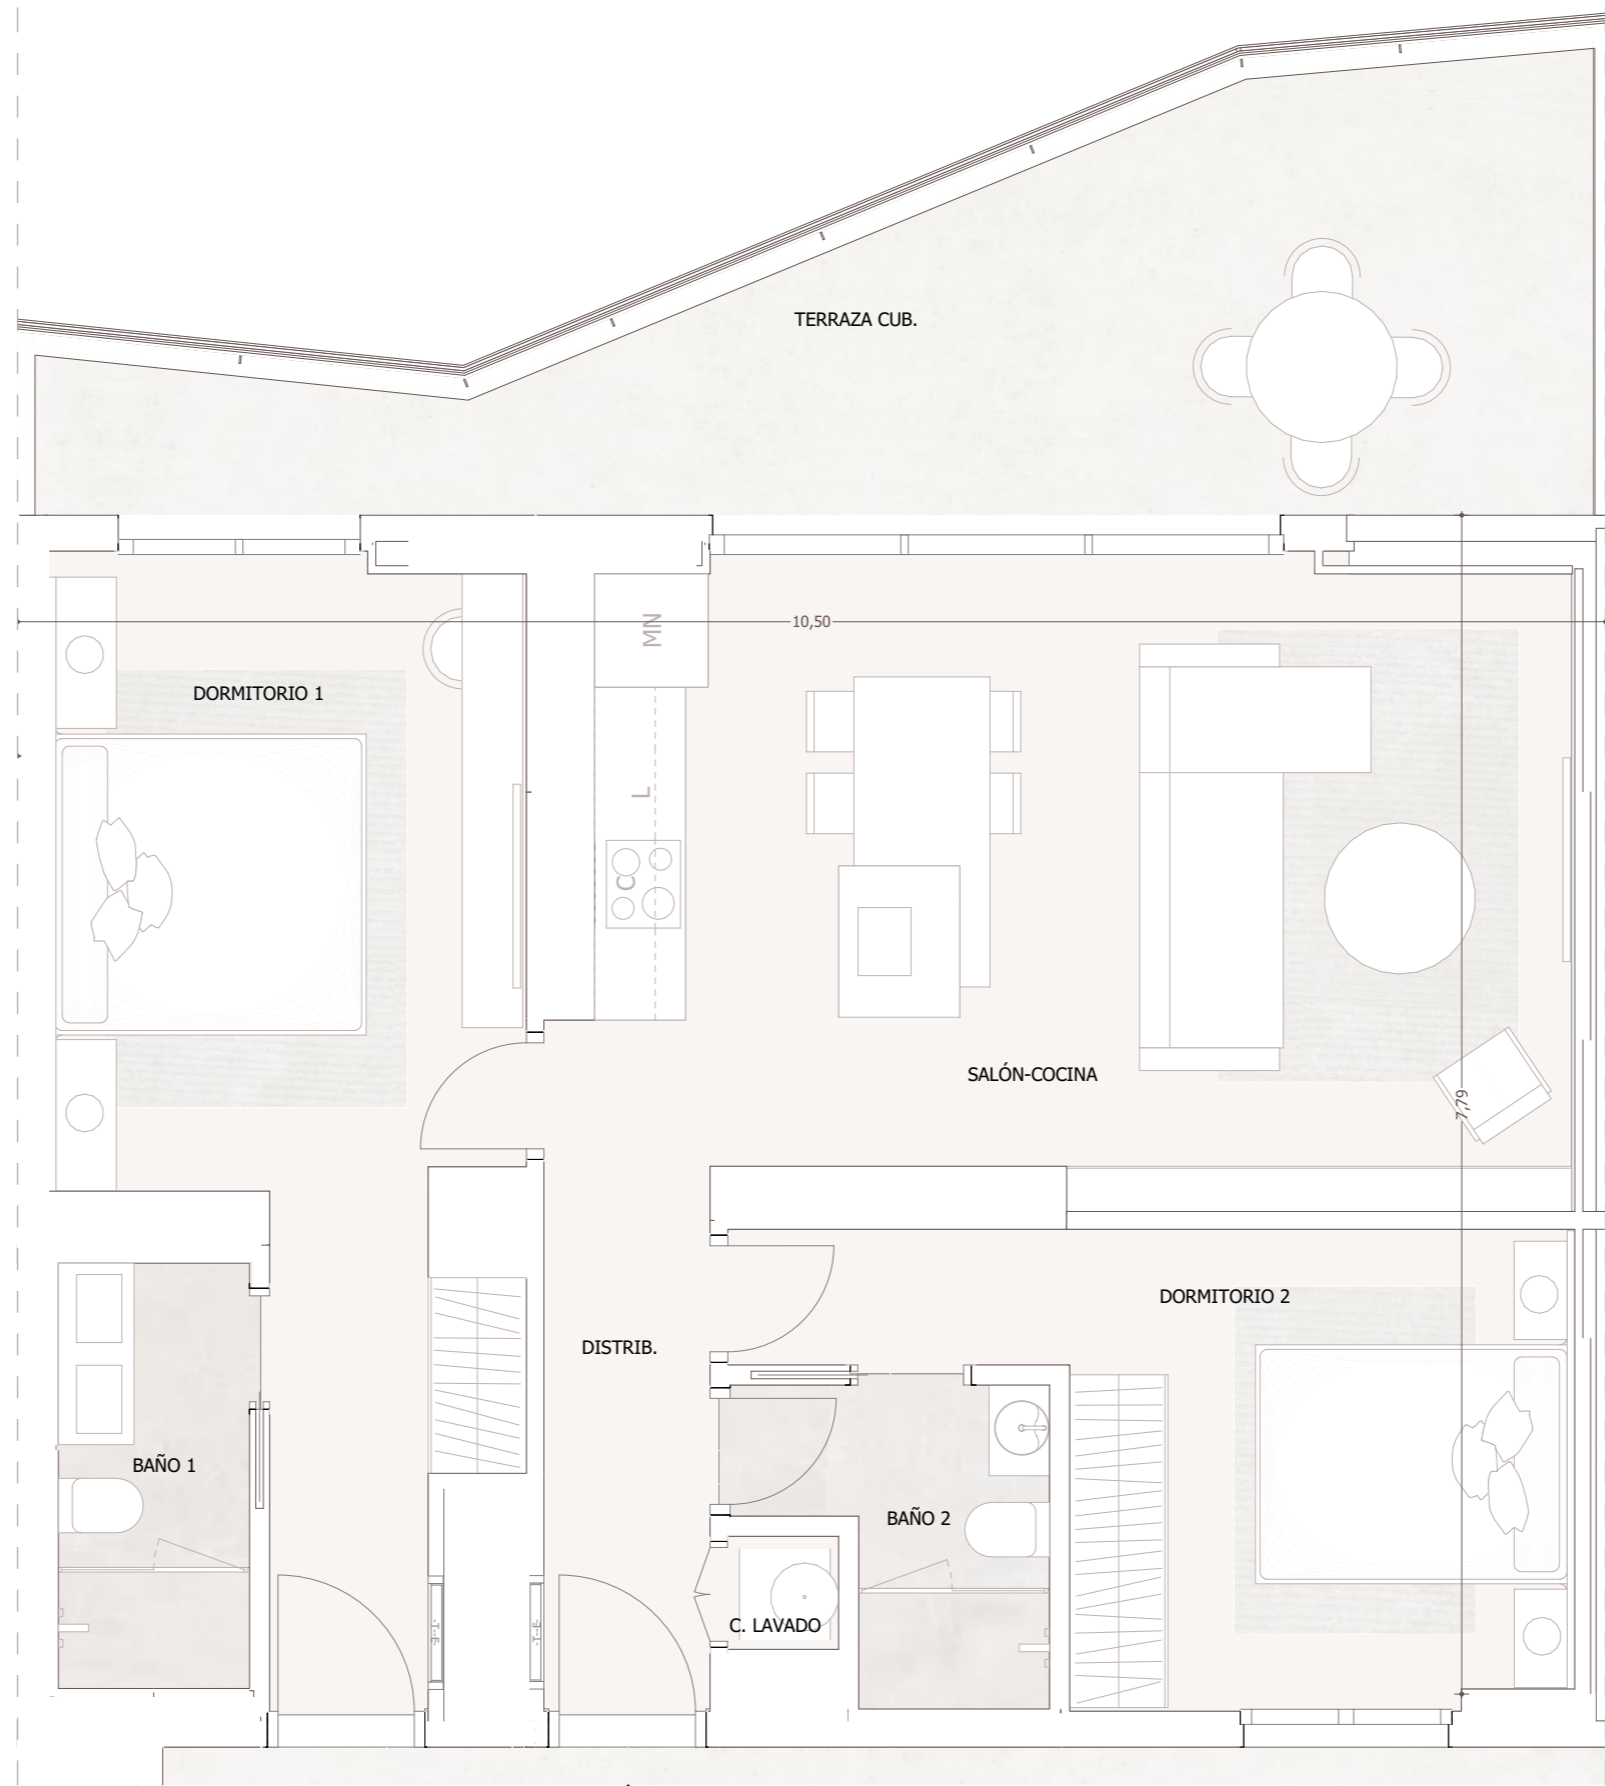 TERRAZA CUB.
10,50
MN
DORMITORIO 1
L
C
SALÓN-COCINA
7,79
DORMITORIO 2
DISTRIB.
BAÑO 1
BAÑO 2
C. LAVADO